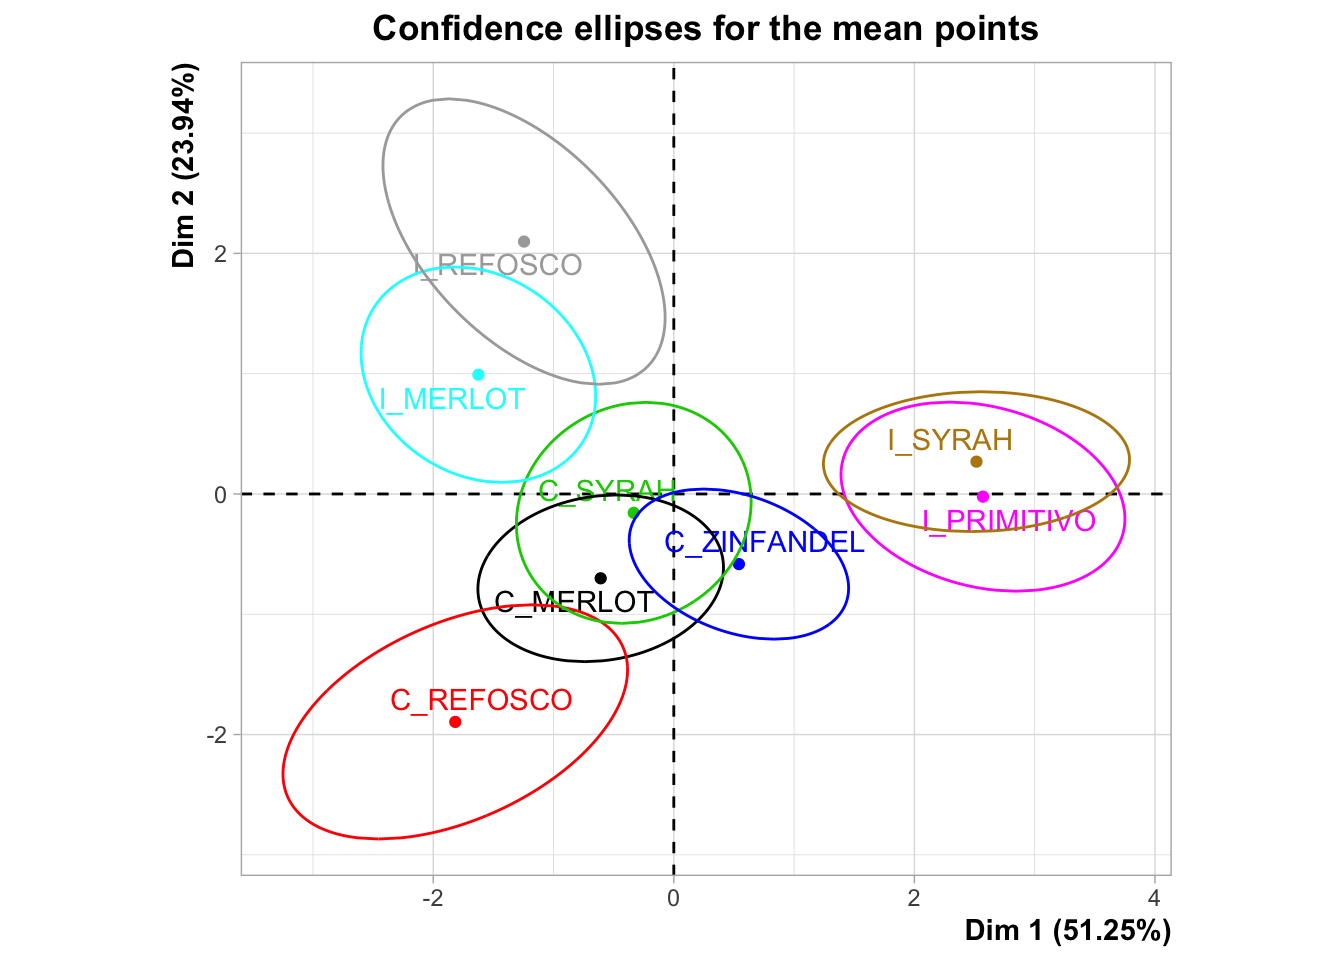 Confidence ellipses for the mean points
Dim 2 (23.94%)
I_REFOSCO
I_MERLOT
I_SYRAH
C_SYRAH
I_PRIMITIVO
C_ZINFANDEL
C_MERLOT
C_REFOSCO
2
0
-2
-2
0
2
4
Dim 1 (51.25%)